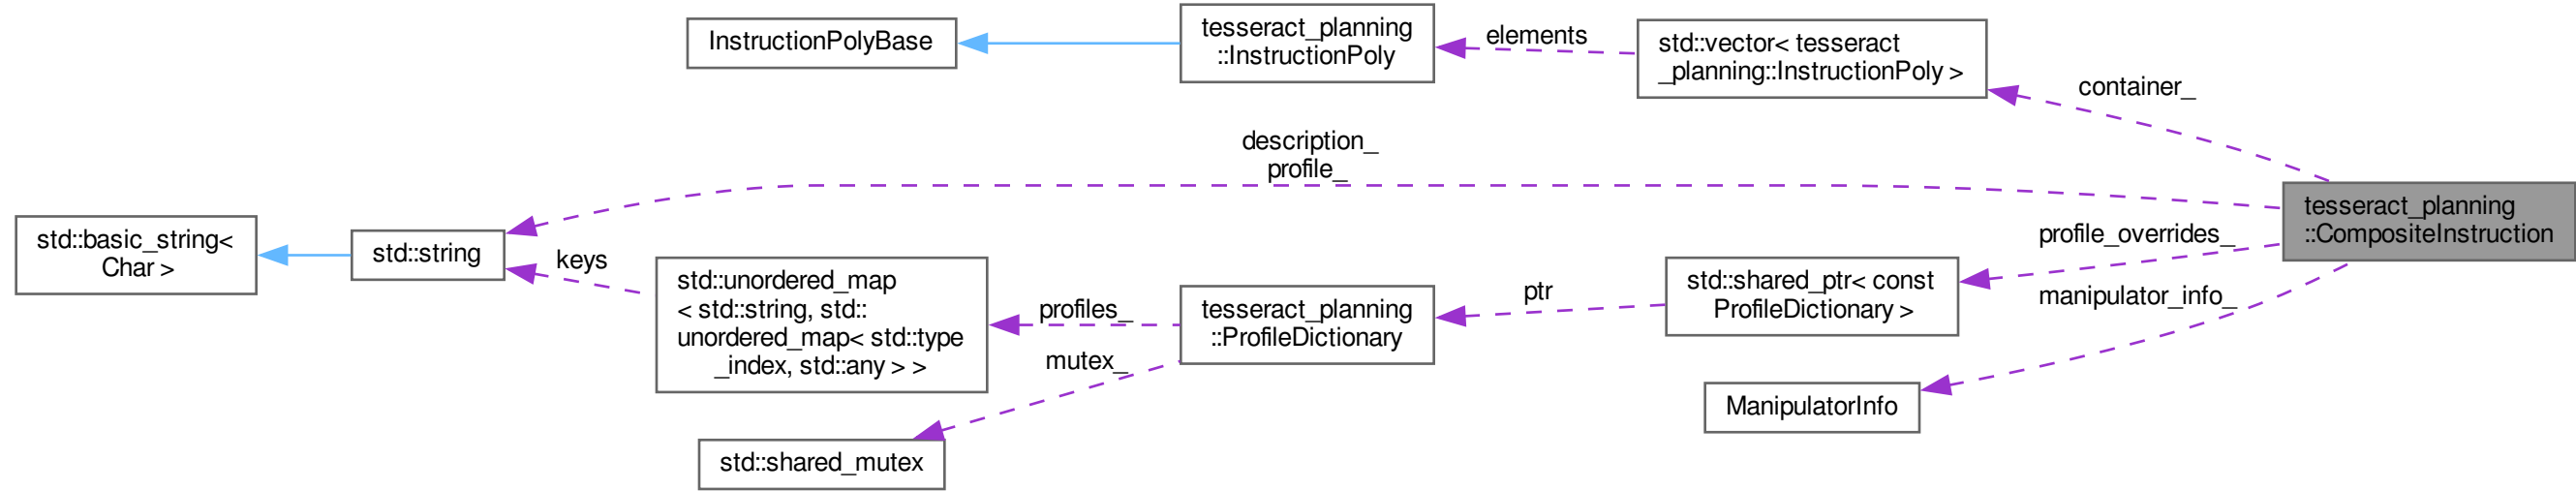 InstructionPolyBase
tesseract_planning
::InstructionPoly
elements
std::vector< tesseract
_planning::InstructionPoly >
container_
description_
profile_
std::basic_string<
Char >
std::string
keys
std::unordered_map
< std::string, std::
unordered_map< std::type
_index, std::any > >
profiles_
mutex_
std::shared_mutex
tesseract_planning
::ProfileDictionary
ptr
std::shared_ptr< const
ProfileDictionary >
profile_overrides_
manipulator_info_
ManipulatorInfo
tesseract_planning
::CompositeInstruction